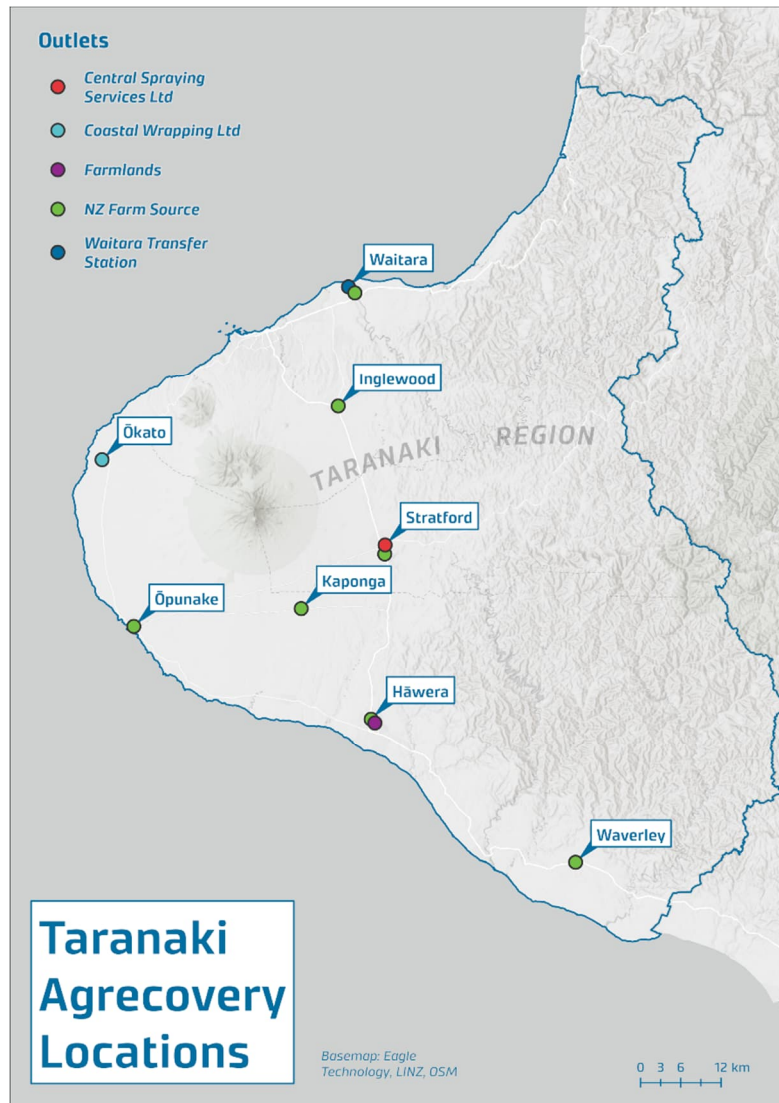 Outlets
Central Spraying
Services Ltd
Coastal Wrapping Ltd
Farmlands
NZ Farm Source
Waitara Transfer
Station
Waitara
Inglewood
Ōkato
TARANAKI REGION
Stratford
Kaponga
Ōpunake
Hāwera
Waverley
Taranaki
Agrecovery
Locations
Basemap: Eagle
Technology, LINZ, OSM
0 3 6 12 km